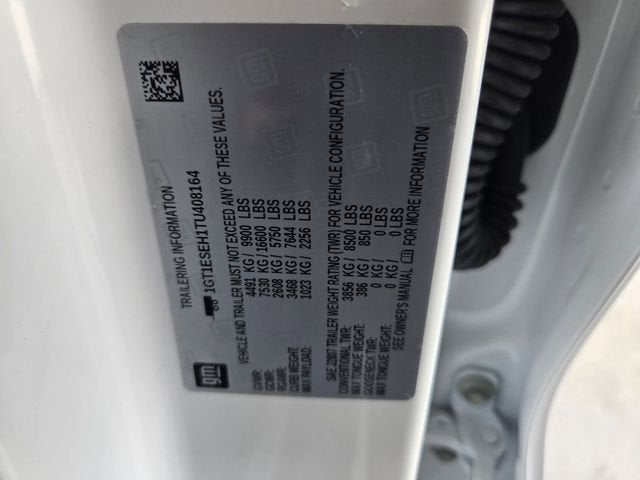 TRAILERING INFORMATION
1GT1ESEH1TU408164
VEHICLE AND TRAILER MUST NOT EXCEED ANY OF THESE VALUES.
GVWR: 4491 KG / 9900 LBS
GCWR: 7530 KG / 16600 LBS
RGAWR: 2608 KG / 5750 LBS
CURB WEIGHT: 3468 KG / 7644 LBS
MAX PAYLOAD: 1023 KG / 2256 LBS
SAE J2807 TRAILER WEIGHT RATING (TWR) FOR VEHICLE CONFIGURATION.
CONVENTIONAL TWR: 3856 KG / 8500 LBS
MAX TONGUE WEIGHT: 386 KG / 850 LBS
GOOSENECK TWR: 0 KG / 0 LBS
MAX TONGUE WEIGHT: 0 KG / 0 LBS
SEE OWNER'S MANUAL FOR MORE INFORMATION
gm